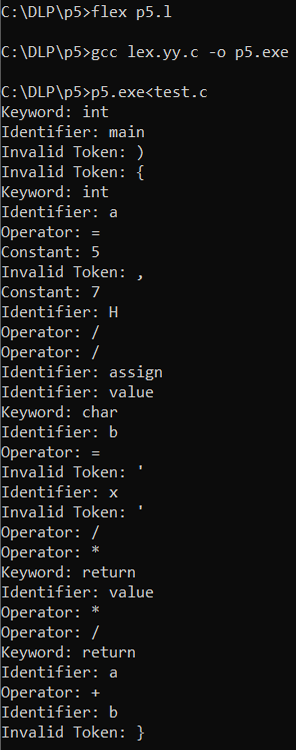 C:\DLP\p5>flex p5.l
C:\DLP\p5>gcc lex.yy.c -o p5.exe
C:\DLP\p5>p5.exe<test.c
Keyword: int
Identifier: main
Invalid Token: )
Invalid Token: {
Keyword: int
Identifier: a
Operator: =
Constant: 5
Invalid Token: ,
Constant: 7
Identifier: H
Operator: /
Operator: /
Identifier: assign
Identifier: value
Keyword: char
Identifier: b
Operator: =
Invalid Token: '
Identifier: x
Invalid Token: '
Operator: /
Operator: *
Keyword: return
Identifier: value
Operator: *
Operator: /
Keyword: return
Identifier: a
Operator: +
Identifier: b
Invalid Token: }